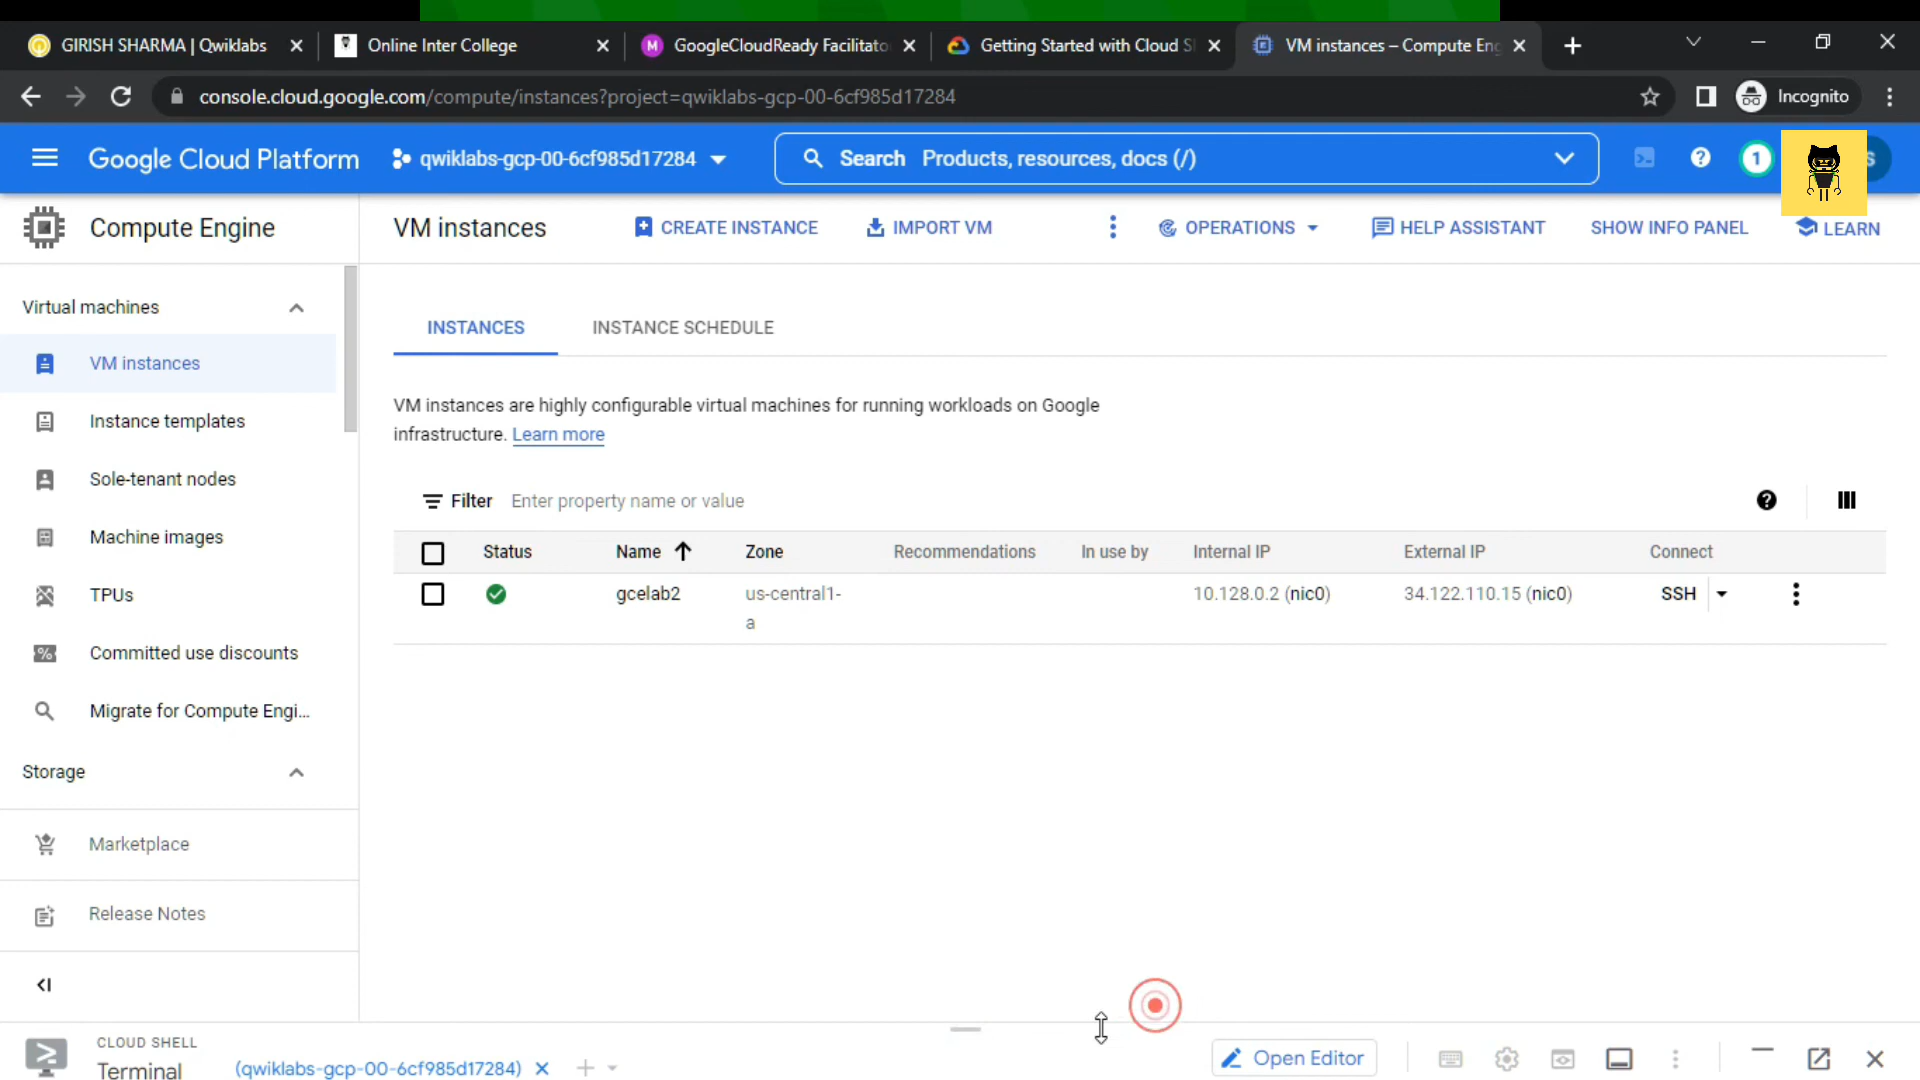 GIRISH SHARMA | Qwiklabs
Online Inter College
M
GoogleCloudReady Facilitato
Getting Started with Cloud S
VM instances – Compute Eng
console.cloud.google.com/compute/instances?project=qwiklabs-gcp-00-6cf985d17284
Incognito
Google Cloud Platform
qwiklabs-gcp-00-6cf985d17284
Search Products, resources, docs (/)
1
S
Compute Engine
VM instances
CREATE INSTANCE
IMPORT VM
OPERATIONS
HELP ASSISTANT
SHOW INFO PANEL
LEARN
Virtual machines
VM instances
Instance templates
Sole-tenant nodes
Machine images
TPUs
Committed use discounts
Migrate for Compute Engi...
Storage
Marketplace
Release Notes
INSTANCES
INSTANCE SCHEDULE
VM instances are highly configurable virtual machines for running workloads on Google
infrastructure. Learn more
Filter Enter property name or value
Status Name Zone Recommendations In use by Internal IP External IP Connect
gcelab2 us-central1- 10.128.0.2 (nic0) 34.122.110.15 (nic0) SSH
a
CLOUD SHELL
Terminal
(qwiklabs-gcp-00-6cf985d17284)
Open Editor